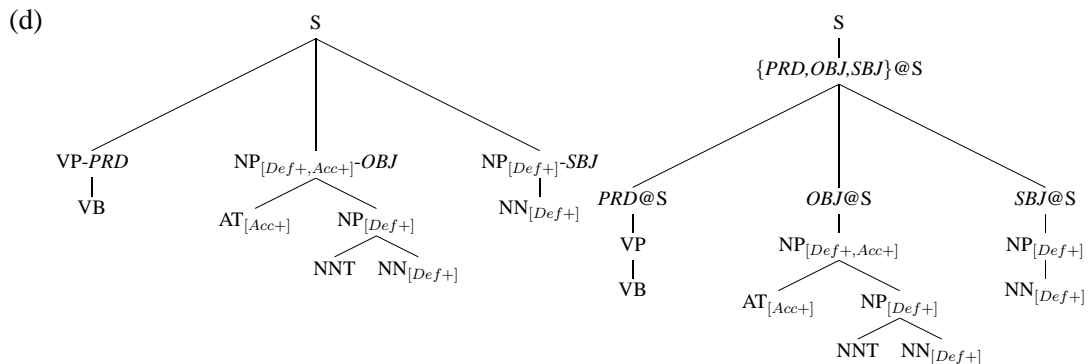 (d)
S
VP-PRD NP[Def+,Acc+]-OBJ NP[Def+]-SBJ
VB AT[Acc+] NP[Def+] NN[Def+]
NNT NN[Def+]
S
{PRD,OBJ,SBJ}@S
PRD@S OBJ@S SBJ@S
VP NP[Def+,Acc+] NP[Def+]
VB AT[Acc+] NP[Def+] NN[Def+]
NNT NN[Def+]